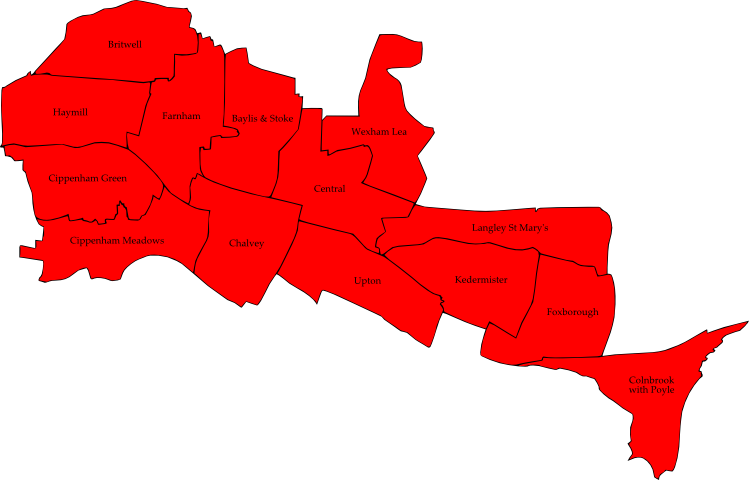 Britwell
Haymill
Farnham
Baylis & Stoke
Wexham Lea
Cippenham Green
Central
Cippenham Meadows
Chalvey
Langley St Mary's
Upton
Kedermister
Foxborough
Colnbrook
with Poyle